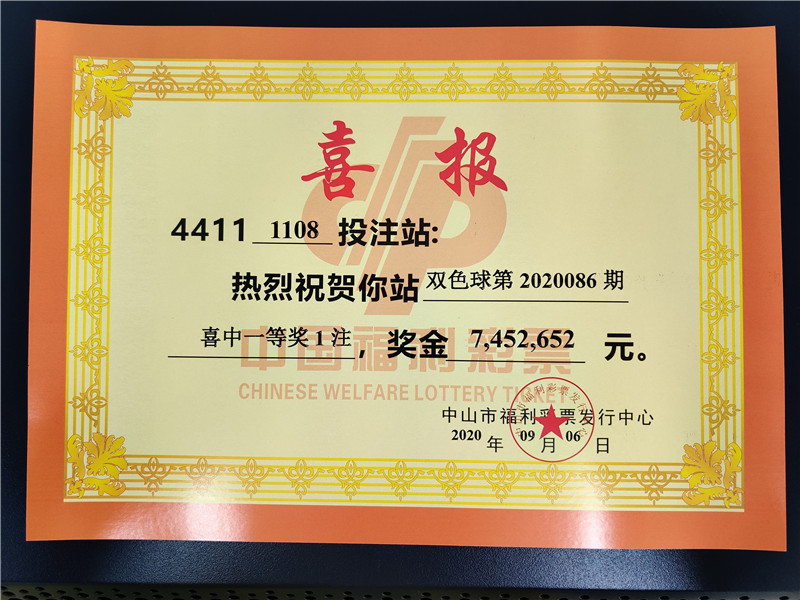 喜报
4411 1108 投注站:
热烈祝贺你站 双色球第 2020086 期
喜中一等奖 1 注，奖金 7,452,652 元。
中国福利彩票
CHINESE WELFARE LOTTERY TICKET
中山市福利彩票发行中心
2020 年 09 月 06 日